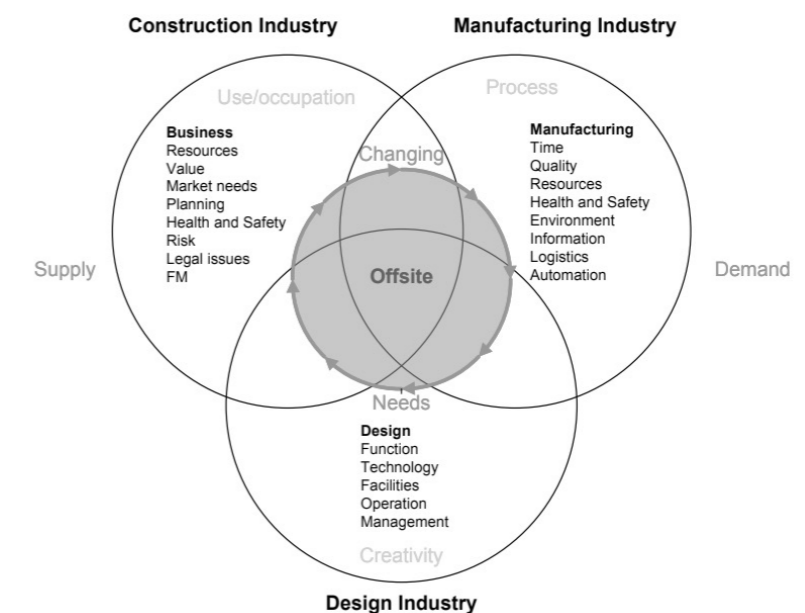 Construction Industry
Manufacturing Industry
Use/occupation
Process
Business
Resources
Value
Market needs
Planning
Health and Safety
Risk
Legal issues
FM
Manufacturing
Time
Quality
Resources
Health and Safety
Environment
Information
Logistics
Automation
Changing
Supply
Offsite
Demand
Needs
Design
Function
Technology
Facilities
Operation
Management
Creativity
Design Industry